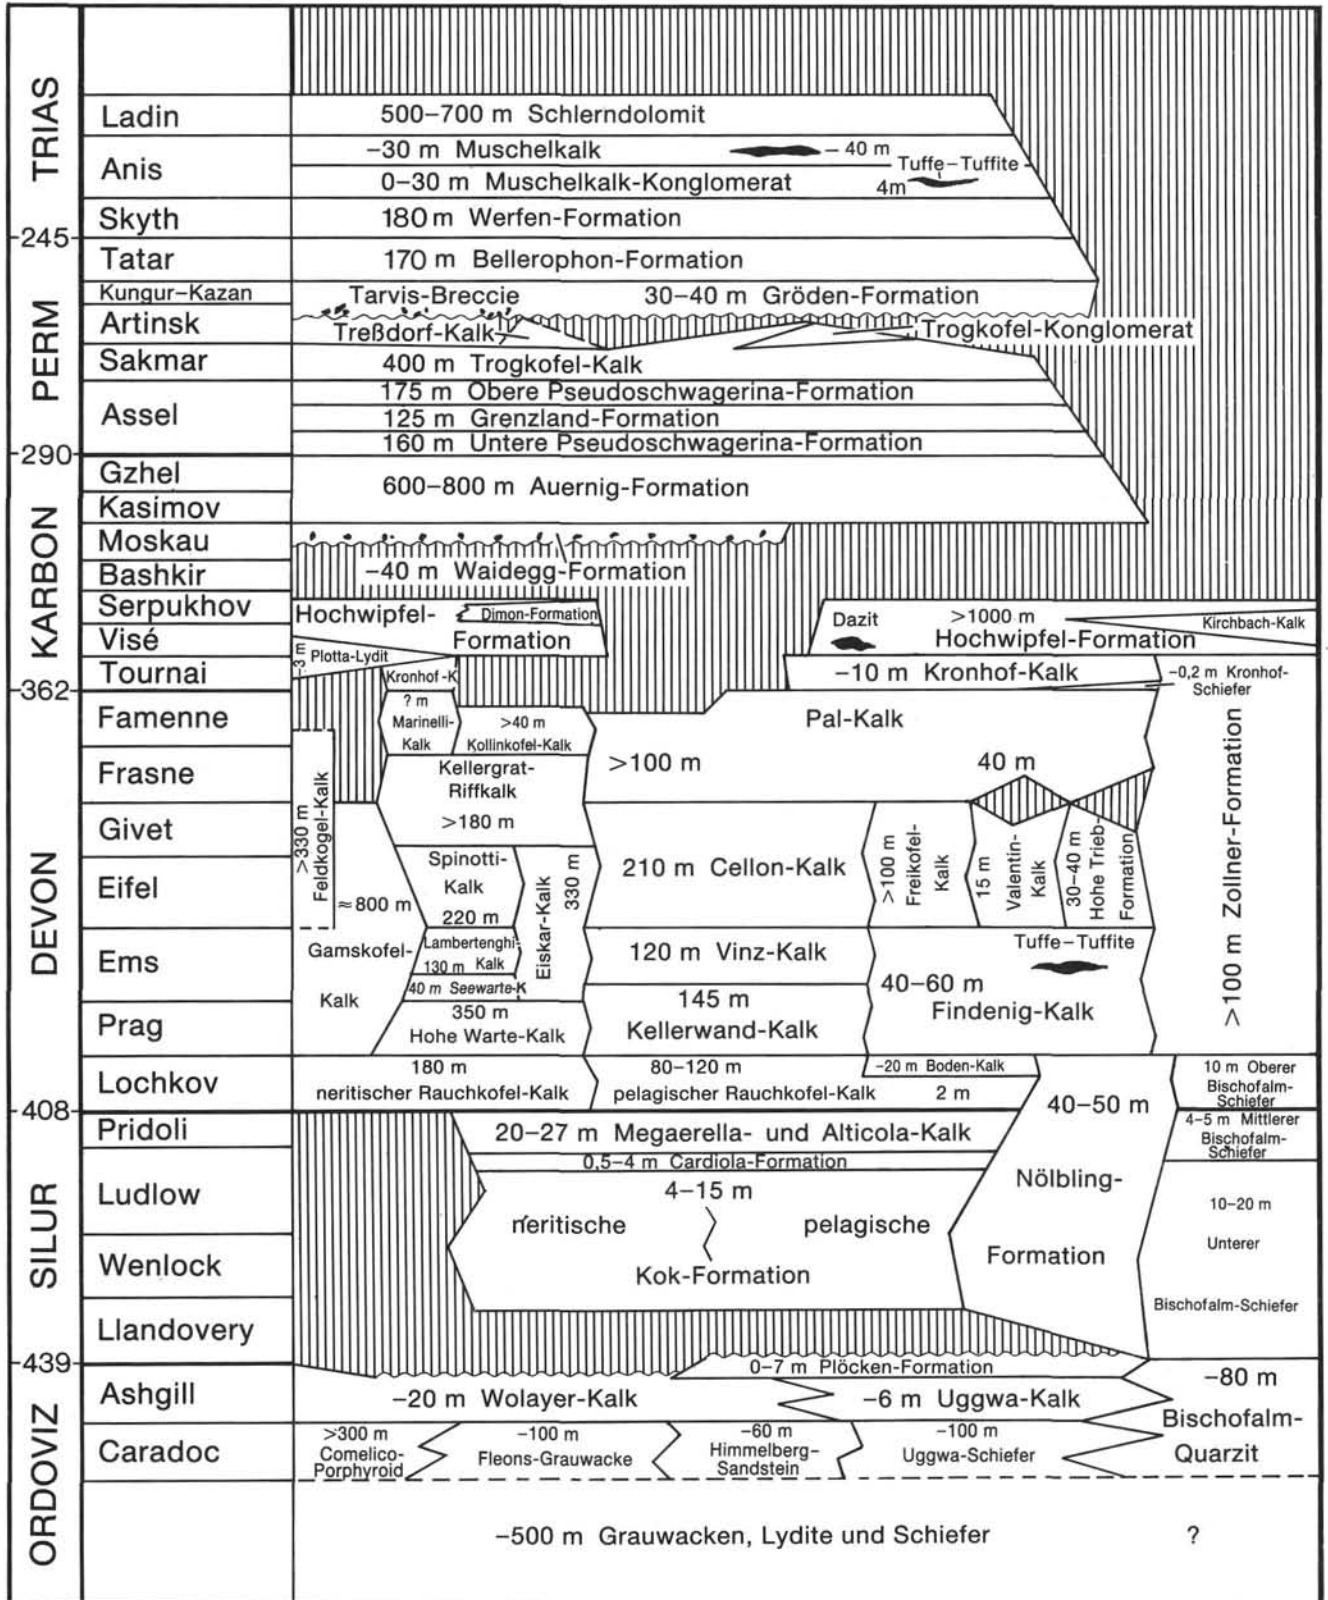 TRIAS
PERM
KARBON
DEVON
SILUR
ORDOVIZ
245
290
362
408
439
Ladin
500–700 m Schlerndolomit
Anis
–30 m Muschelkalk
– 40 m
Tuffe–Tuffite
0–30 m Muschelkalk-Konglomerat
4m
Skyth
180 m Werfen-Formation
Tatar
170 m Bellerophon-Formation
Kungur–Kazan
Tarvis-Breccie
30–40 m Gröden-Formation
Artinsk
Treßdorf-Kalk
Trogkofel-Konglomerat
Sakmar
400 m Trogkofel-Kalk
Assel
175 m Obere Pseudoschwagerina-Formation
125 m Grenzland-Formation
160 m Untere Pseudoschwagerina-Formation
Gzhel
600–800 m Auernig-Formation
Kasimov
Moskau
Bashkir
–40 m Waidegg-Formation
Serpukhov
Hochwipfel-
Dimon-Formation
Formation
Dazit
>1000 m
Hochwipfel-Formation
Kirchbach-Kalk
Visé
–3 m
Plotta-Lydit
Tournai
Kronhof-K
–10 m Kronhof-Kalk
–0,2 m Kronhof-
Schiefer
Famenne
? m
Marinelli-
Kalk
>40 m
Kollinkofel-Kalk
Pal-Kalk
Frasne
>330 m
Feldkogel-Kalk
Kellergrat-
Riffkalk
>180 m
>100 m
40 m
>100 m Zollner-Formation
Givet
Eifel
≈800 m
Spinotti-
Kalk
220 m
Eiskar-Kalk
330 m
210 m Cellon-Kalk
>100 m
Freikofel-
Kalk
15 m
Valentin-
Kalk
30–40 m
Hohe Trieb-
Formation
Ems
Gamskofel-
Kalk
Lambertenghi-
130 m Kalk
40 m Seewarte-K
120 m Vinz-Kalk
Tuffe–Tuffite
40–60 m
Findenig-Kalk
Prag
350 m
Hohe Warte-Kalk
145 m
Kellerwand-Kalk
Lochkov
180 m
neritischer Rauchkofel-Kalk
80–120 m
pelagischer Rauchkofel-Kalk
–20 m Boden-Kalk
2 m
40–50 m
Nölbling-
Formation
10 m Oberer
Bischofalm-
Schiefer
Pridoli
20–27 m Megaerella- und Alticola-Kalk
4–5 m Mittlerer
Bischofalm-
Schiefer
0,5–4 m Cardiola-Formation
Ludlow
4–15 m
neritische
pelagische
Kok-Formation
10–20 m
Unterer
Bischofalm-Schiefer
Wenlock
Llandovery
0–7 m Plöcken-Formation
Ashgill
–20 m Wolayer-Kalk
–6 m Uggwa-Kalk
–80 m
Bischofalm-
Quarzit
Caradoc
>300 m
Comelico-
Porphyroid
–100 m
Fleons-Grauwacke
–60 m
Himmelberg-
Sandstein
–100 m
Uggwa-Schiefer
–500 m Grauwacken, Lydite und Schiefer
?